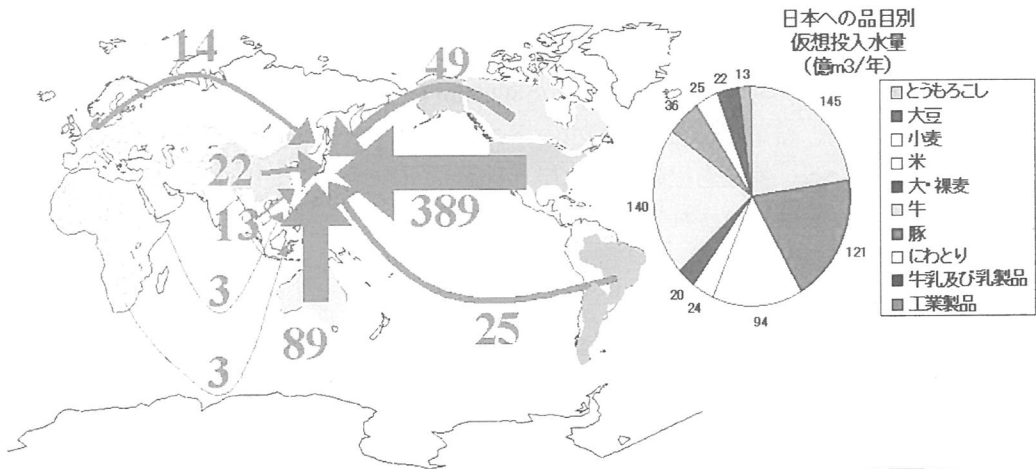 14
49
22
13
389
3
89
25
3
日本への品目別
仮想投入水量
(億m3/年)
13
22
25
36
145
140
121
20
24
94
とうもろこし
大豆
小麦
米
大・裸麦
牛
豚
にわとり
牛乳及び乳製品
工業製品